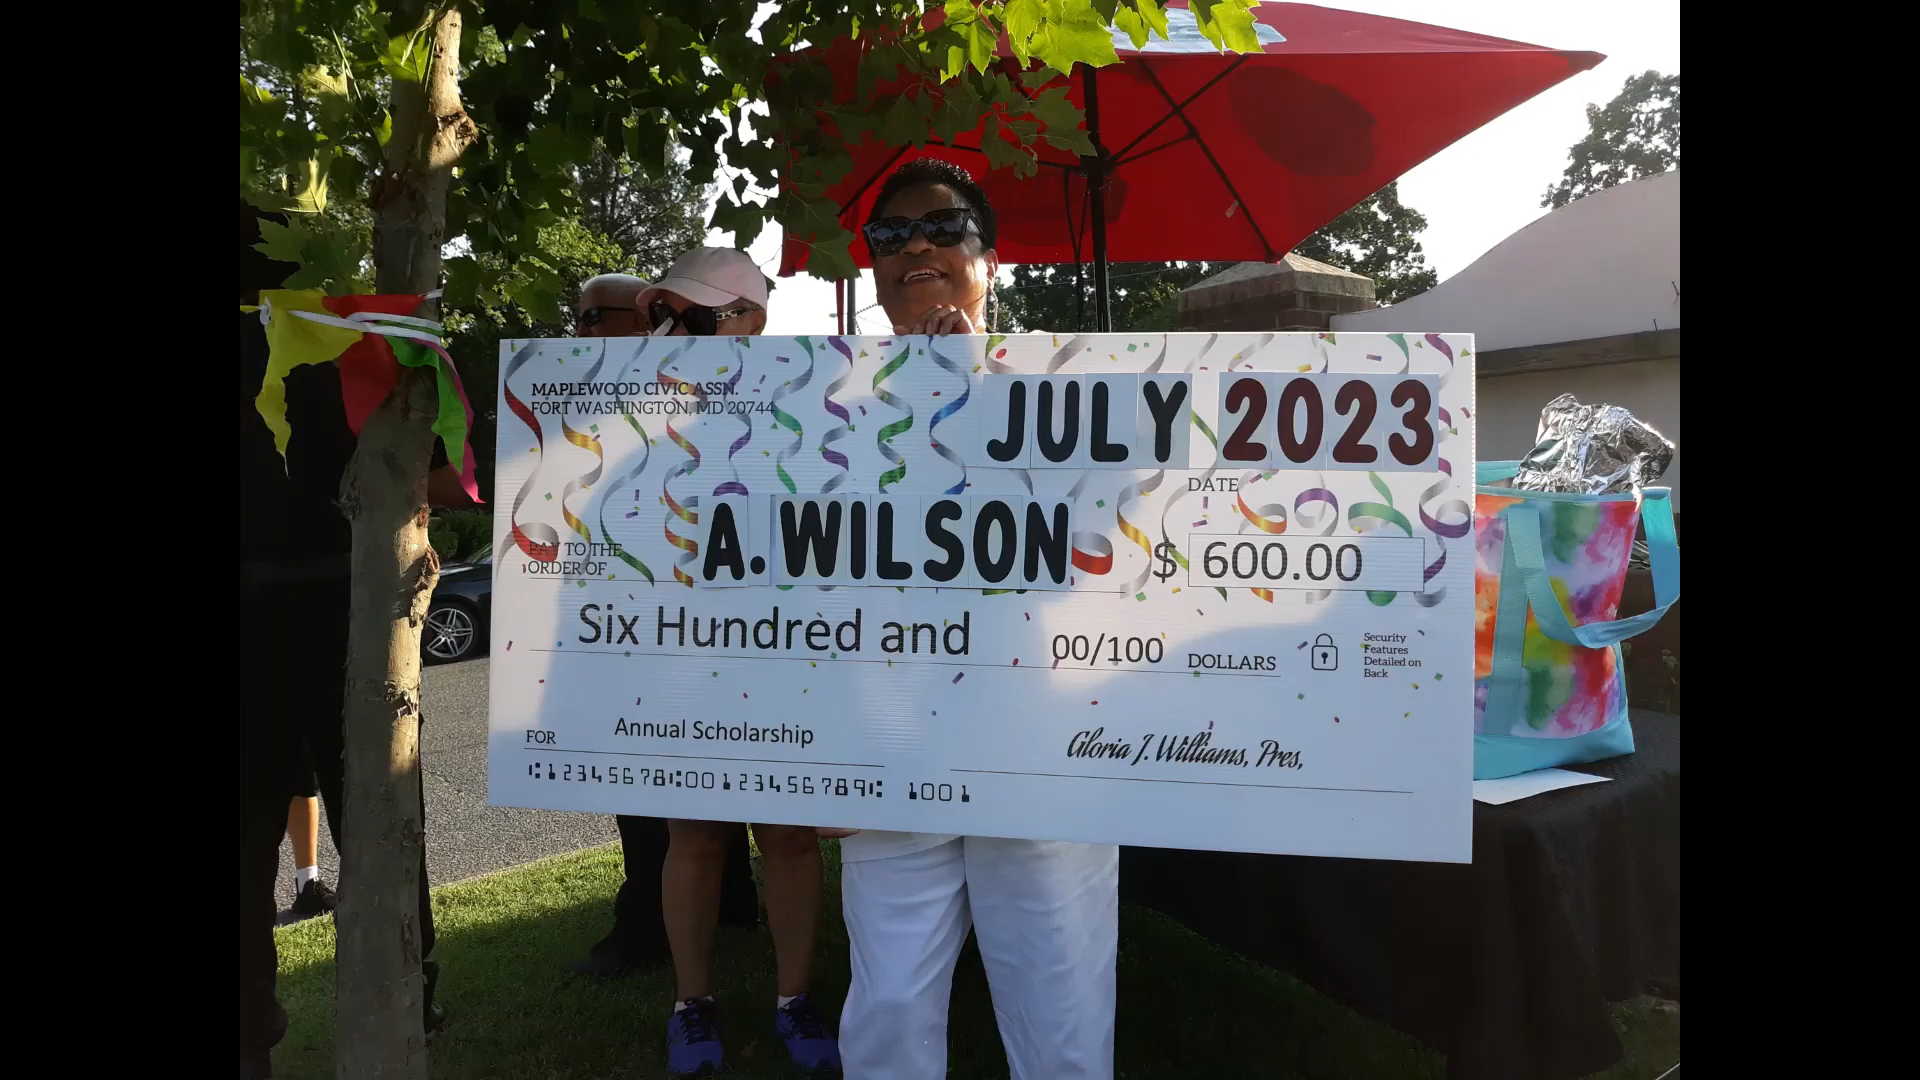 MAPLEWOOD CIVIC ASSN.
FORT WASHINGTON, MD 20744
JULY 2023
DATE
PAY TO THE
ORDER OF
A. WILSON
$ 600.00
Six Hundred and 00/100 DOLLARS
Security
Features
Detailed on
Back
FOR Annual Scholarship
Gloria J. Williams, Pres,
⑆12345678⑆00123456789⑆ 1001